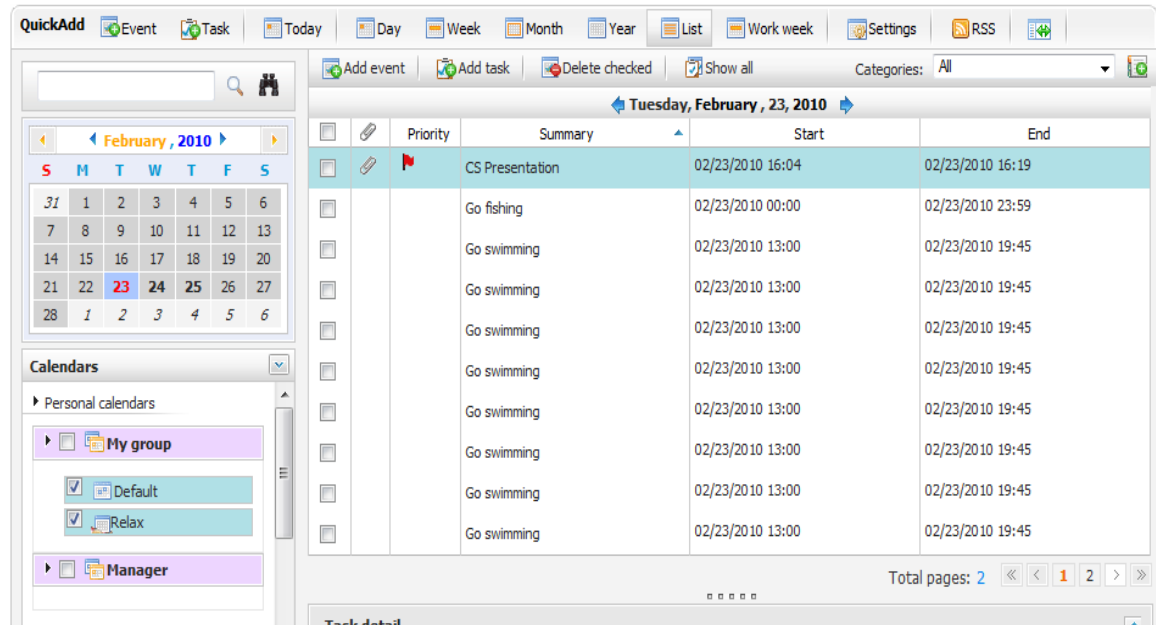 QuickAdd Event Task Today Day Week Month Year List Work week Settings RSS
Add event Add task Delete checked Show all Categories: All
Tuesday, February , 23, 2010
Priority Summary Start End
CS Presentation 02/23/2010 16:04 02/23/2010 16:19
Go fishing 02/23/2010 00:00 02/23/2010 23:59
Go swimming 02/23/2010 13:00 02/23/2010 19:45
Go swimming 02/23/2010 13:00 02/23/2010 19:45
Go swimming 02/23/2010 13:00 02/23/2010 19:45
Go swimming 02/23/2010 13:00 02/23/2010 19:45
Go swimming 02/23/2010 13:00 02/23/2010 19:45
Go swimming 02/23/2010 13:00 02/23/2010 19:45
Go swimming 02/23/2010 13:00 02/23/2010 19:45
Go swimming 02/23/2010 13:00 02/23/2010 19:45
Total pages: 2 « < 1 2 > »
Task detail
February , 2010
S M T W T F S
31 1 2 3 4 5 6
7 8 9 10 11 12 13
14 15 16 17 18 19 20
21 22 23 24 25 26 27
28 1 2 3 4 5 6
Calendars
Personal calendars
My group
Default
Relax
Manager